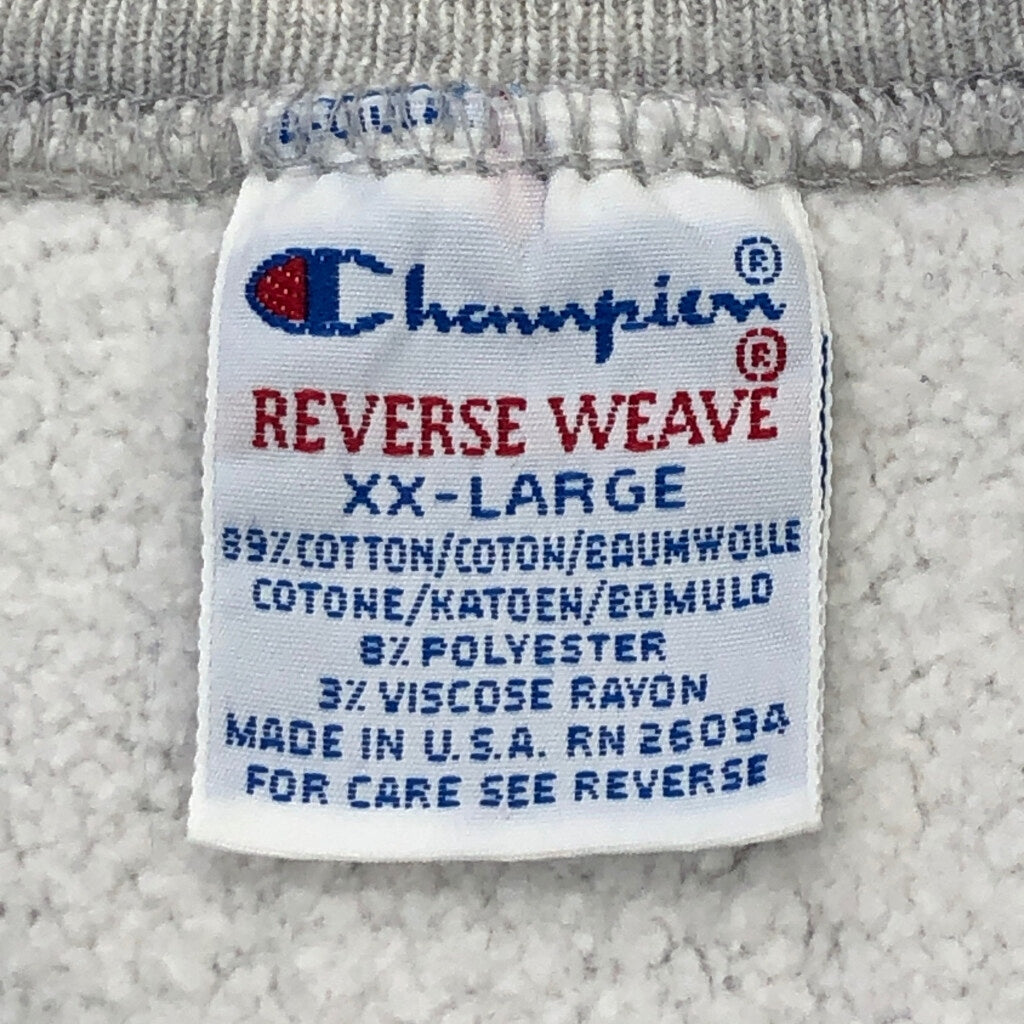 Champion®
REVERSE WEAVE®
XX-LARGE
89% COTTON/COTON/BAUMWOLLE
COTONE/KATOEN/BOMULD
8% POLYESTER
3% VISCOSE RAYON
MADE IN U.S.A. RN 26094
FOR CARE SEE REVERSE